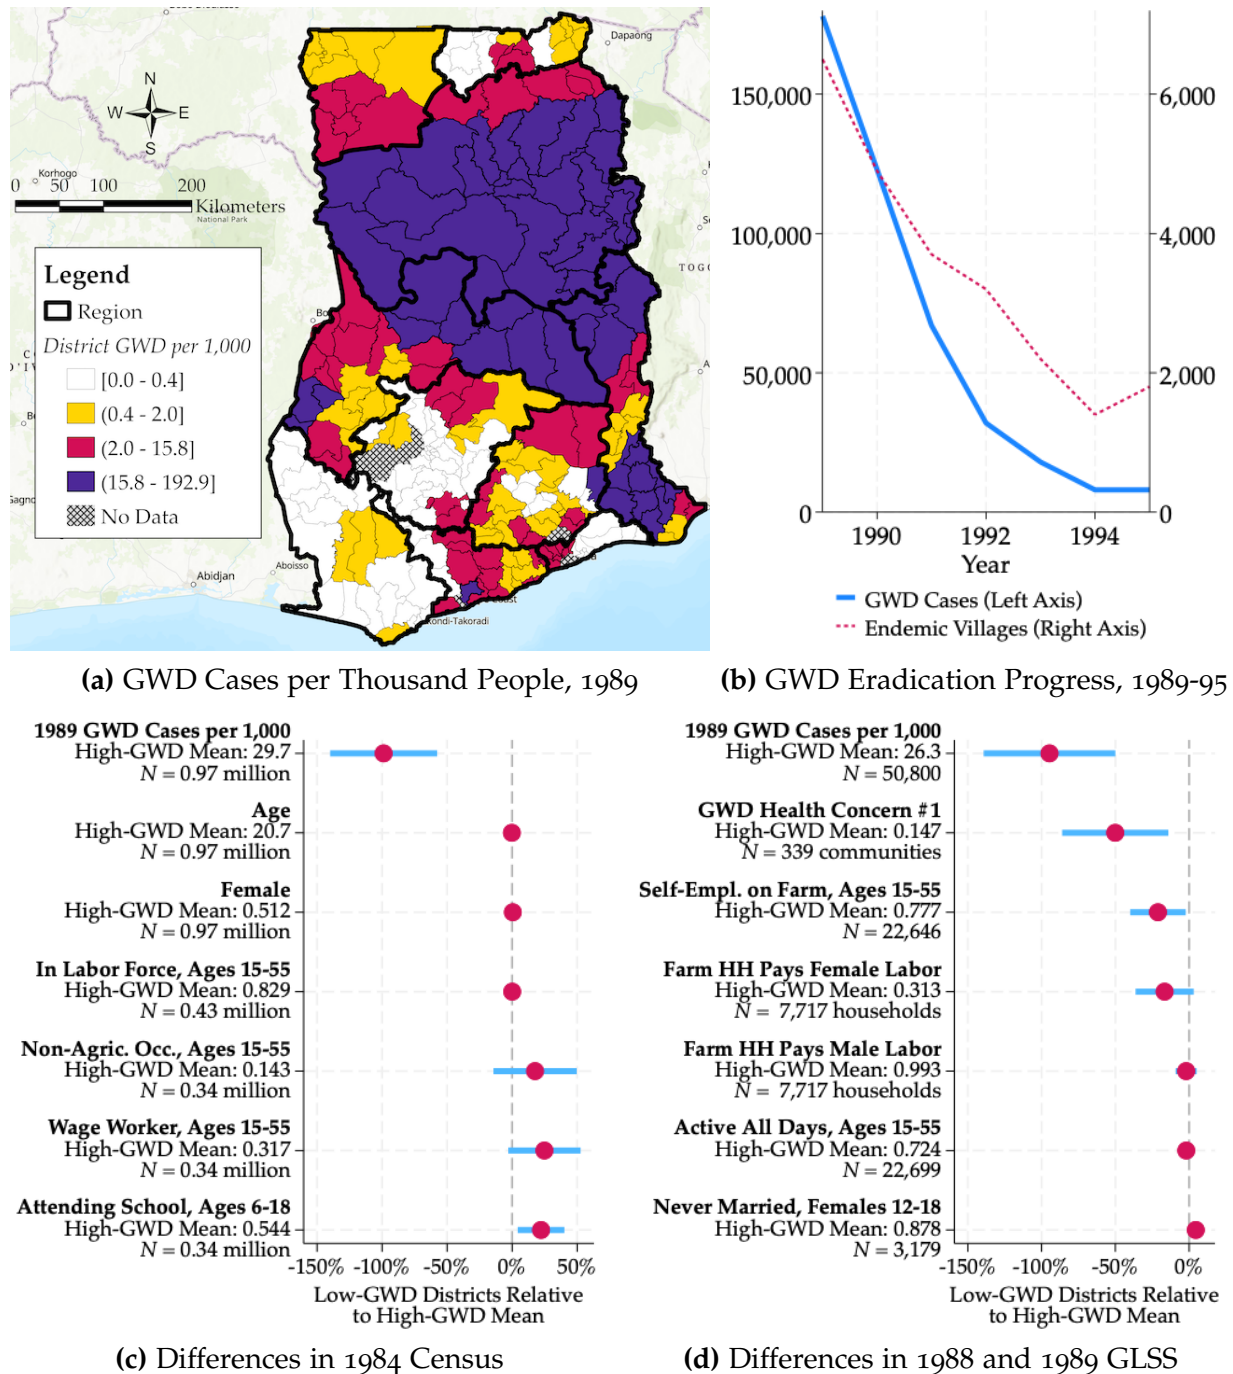 Dapaong
N
W
E
S
Korhogo
0 50 100 200
Kilometers
National Park
TOGO
Legend
Region
District GWD per 1,000
[0.0 - 0.4]
(0.4 - 2.0]
(2.0 - 15.8]
(15.8 - 192.9]
No Data
Abidjan
Aboisso
Coast
(a) GWD Cases per Thousand People, 1989
150,000
100,000
50,000
0
6,000
4,000
2,000
0
1990 1992 1994
Year
GWD Cases (Left Axis)
Endemic Villages (Right Axis)
(b) GWD Eradication Progress, 1989-95
1989 GWD Cases per 1,000
High-GWD Mean: 29.7
N = 0.97 million
Age
High-GWD Mean: 20.7
N = 0.97 million
Female
High-GWD Mean: 0.512
N = 0.97 million
In Labor Force, Ages 15-55
High-GWD Mean: 0.829
N = 0.43 million
Non-Agric. Occ., Ages 15-55
High-GWD Mean: 0.143
N = 0.34 million
Wage Worker, Ages 15-55
High-GWD Mean: 0.317
N = 0.34 million
Attending School, Ages 6-18
High-GWD Mean: 0.544
N = 0.34 million
-150% -100% -50% 0% 50%
Low-GWD Districts Relative
to High-GWD Mean
(c) Differences in 1984 Census
1989 GWD Cases per 1,000
High-GWD Mean: 26.3
N = 50,800
GWD Health Concern #1
High-GWD Mean: 0.147
N = 339 communities
Self-Empl. on Farm, Ages 15-55
High-GWD Mean: 0.777
N = 22,646
Farm HH Pays Female Labor
High-GWD Mean: 0.313
N = 7,717 households
Farm HH Pays Male Labor
High-GWD Mean: 0.993
N = 7,717 households
Active All Days, Ages 15-55
High-GWD Mean: 0.724
N = 22,699
Never Married, Females 12-18
High-GWD Mean: 0.878
N = 3,179
-150% -100% -50% 0%
Low-GWD Districts Relative
to High-GWD Mean
(d) Differences in 1988 and 1989 GLSS